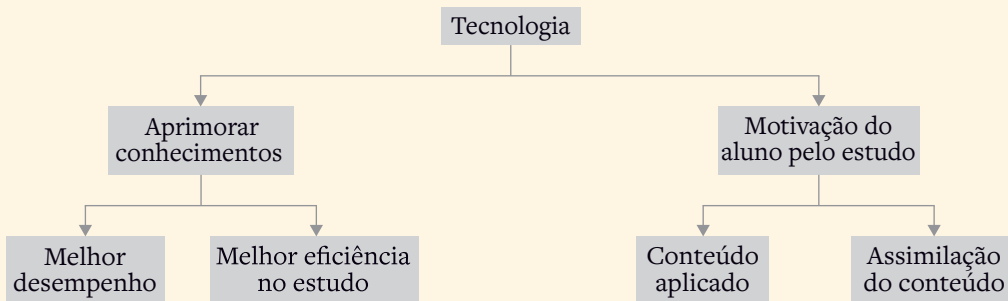 Tecnologia
Aprimorar
conhecimentos
Motivação do
aluno pelo estudo
Melhor
desempenho
Melhor eficiência
no estudo
Conteúdo
aplicado
Assimilação
do conteúdo